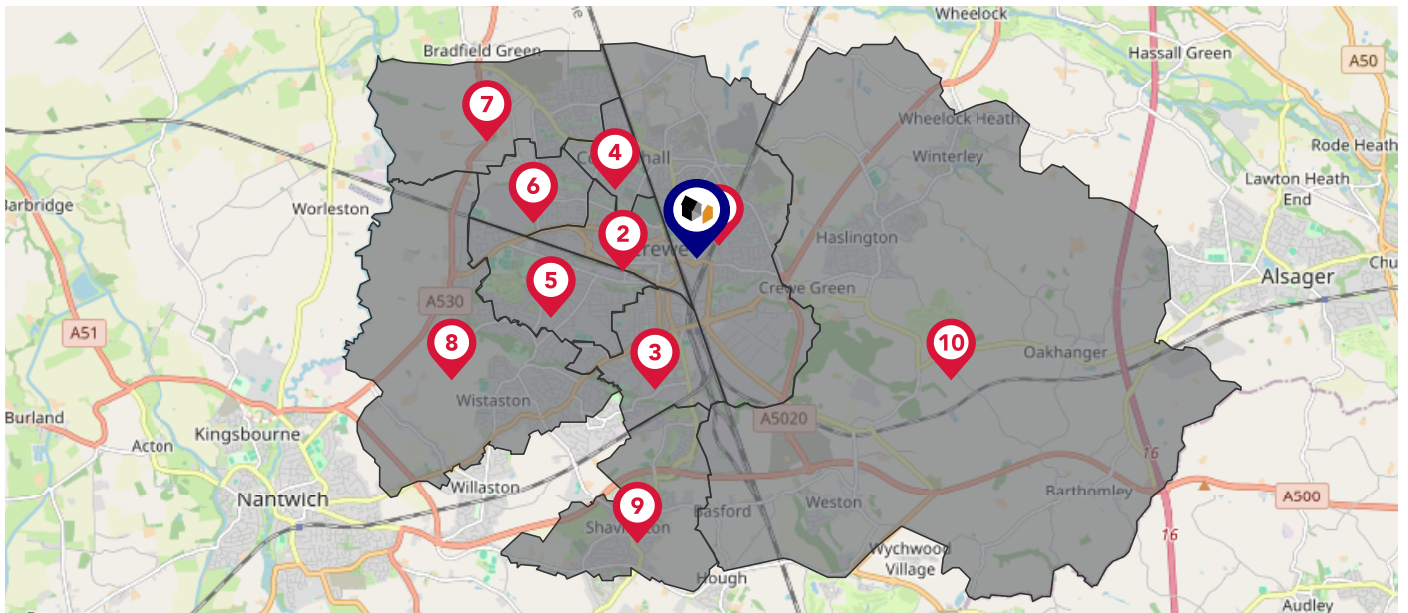 Wheelock
Bradfield Green
Hassall Green
A50
7
Wheelock Heath
4
Rode Heath
Winterley
6
Lawton Heath
End
Barbridge
Worleston
2
Haslington
Alsager
5
Crewe Green
A530
A51
8
3
10
Oakhanger
Wistaston
Burland
A5020
Kingsbourne
Acton
16
Willaston
Barthomley
Nantwich
A500
Weston
9
Basford
16
Wychwood
Village
Hough
Audley